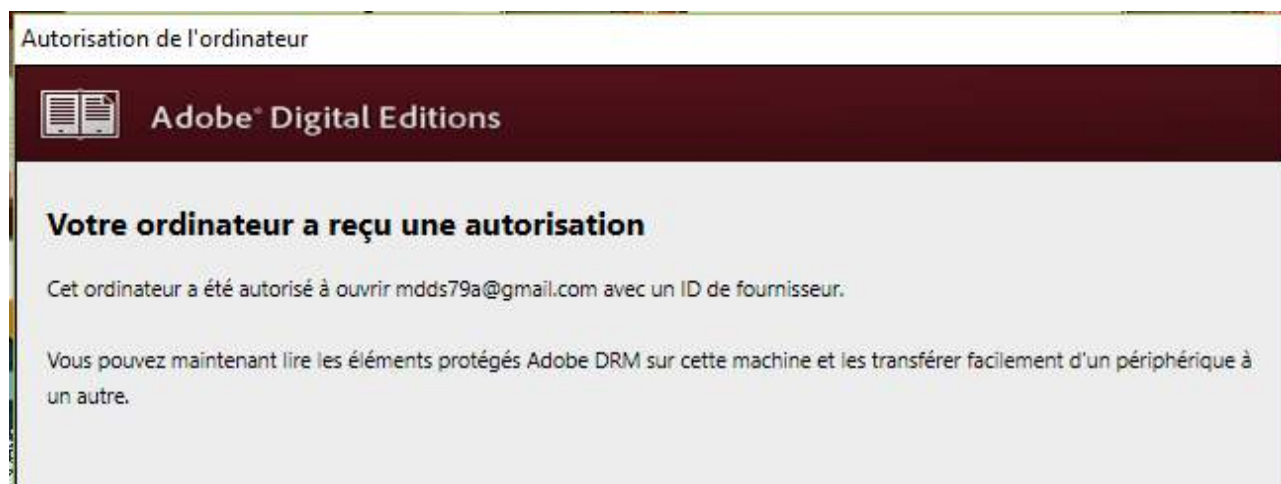 Autorisation de l'ordinateur
Adobe® Digital Editions
Votre ordinateur a reçu une autorisation
Cet ordinateur a été autorisé à ouvrir mdds79a@gmail.com avec un ID de fournisseur.
Vous pouvez maintenant lire les éléments protégés Adobe DRM sur cette machine et les transférer facilement d'un périphérique à
un autre.